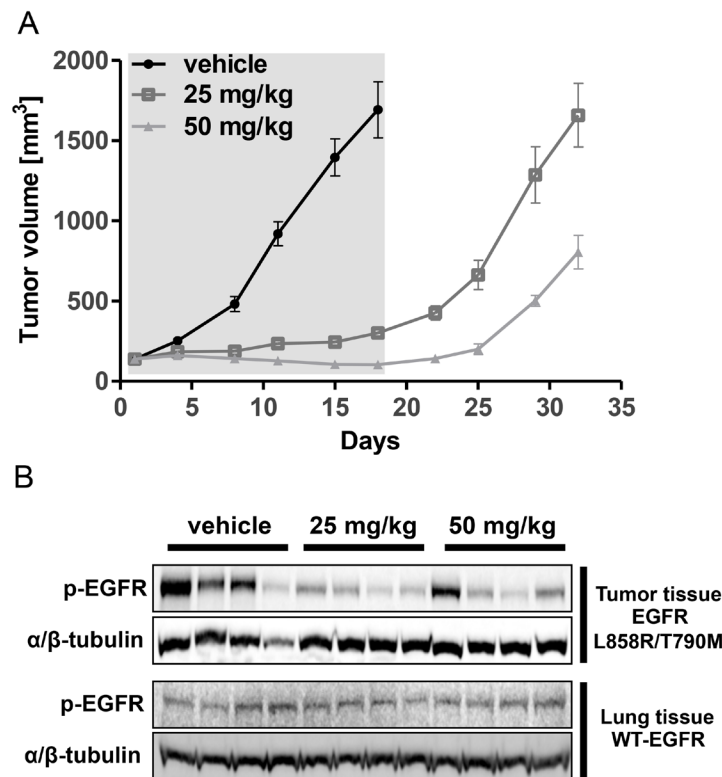 A
2000
1500
1000
500
0
Tumor volume [mm³]
vehicle
25 mg/kg
50 mg/kg
0 5 10 15 20 25 30 35
Days
B
vehicle 25 mg/kg 50 mg/kg
p-EGFR
α/β-tubulin
Tumor tissue
EGFR
L858R/T790M
p-EGFR
α/β-tubulin
Lung tissue
WT-EGFR